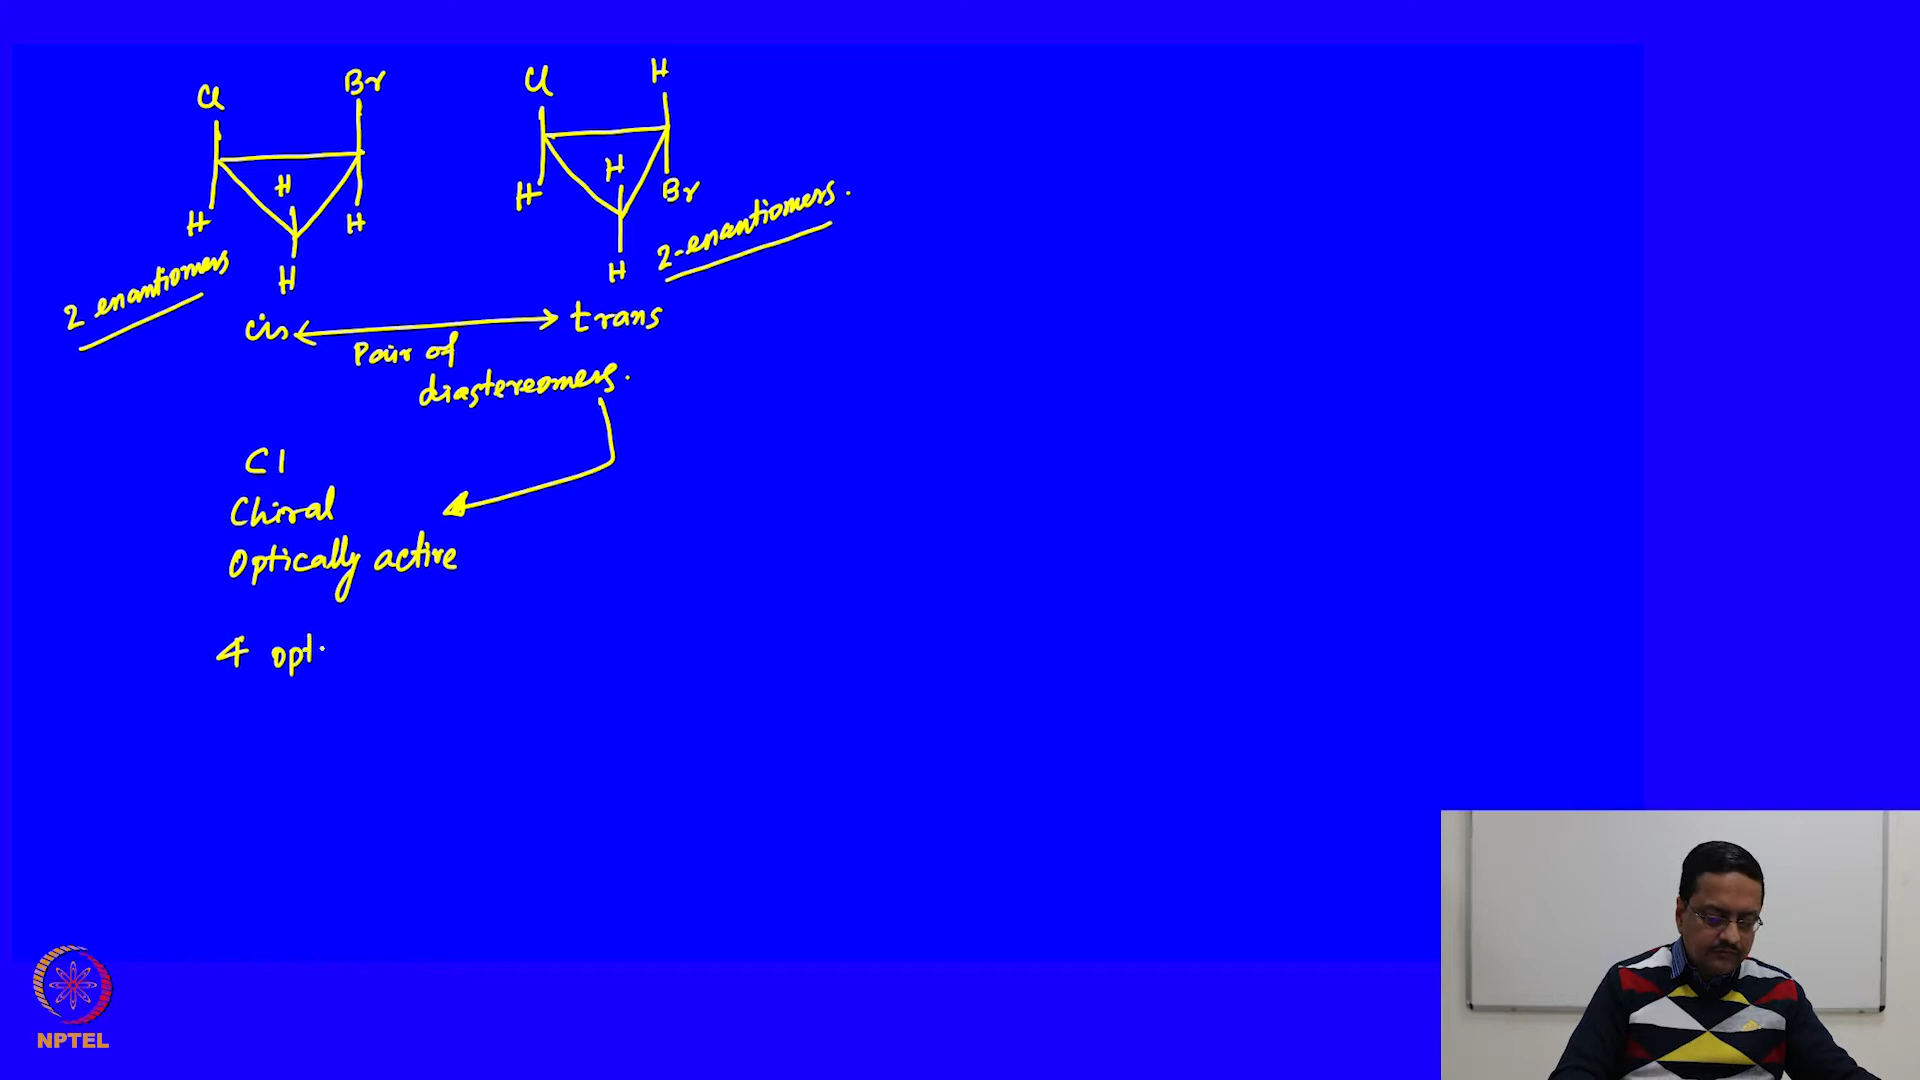 Cl Br
H H H
H
2 enantiomers
Cl H
H H Br
H
2-enantiomers.
cis trans
Pair of
diastereomers.
C1
Chiral
Optically active
4 opt.
NPTEL